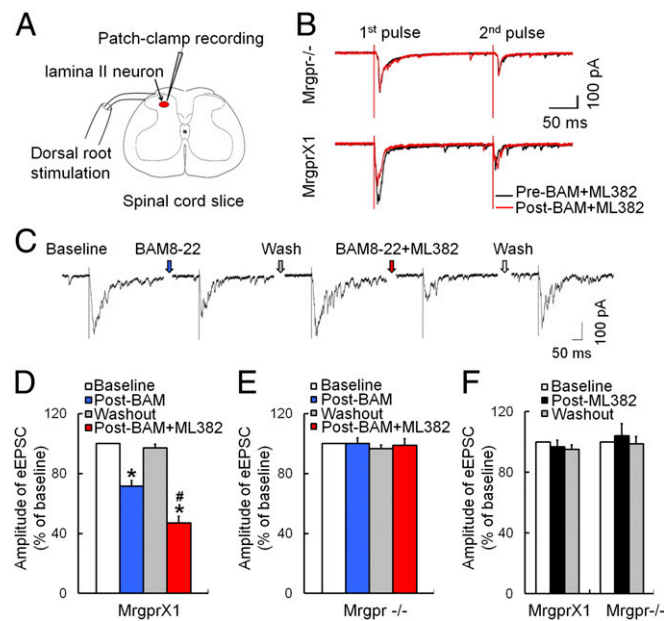 A
Patch-clamp recording
lamina II neuron
Dorsal root
stimulation
Spinal cord slice
B
1st pulse
2nd pulse
Mrgpr-/-
100 pA
50 ms
MrgprX1
Pre-BAM+ML382
Post-BAM+ML382
C
Baseline
BAM8-22
Wash
BAM8-22+ML382
Wash
100 pA
50 ms
D
Baseline
Post-BAM
Washout
Post-BAM+ML382
Amplitude of eEPSC
(% of baseline)
120
80
40
0
*
#
*
MrgprX1
E
Baseline
Post-BAM
Washout
Post-BAM+ML382
Amplitude of eEPSC
(% of baseline)
120
80
40
0
Mrgpr -/-
F
Baseline
Post-ML382
Washout
Amplitude of eEPSC
(% of baseline)
120
80
40
0
MrgprX1
Mrgpr-/-